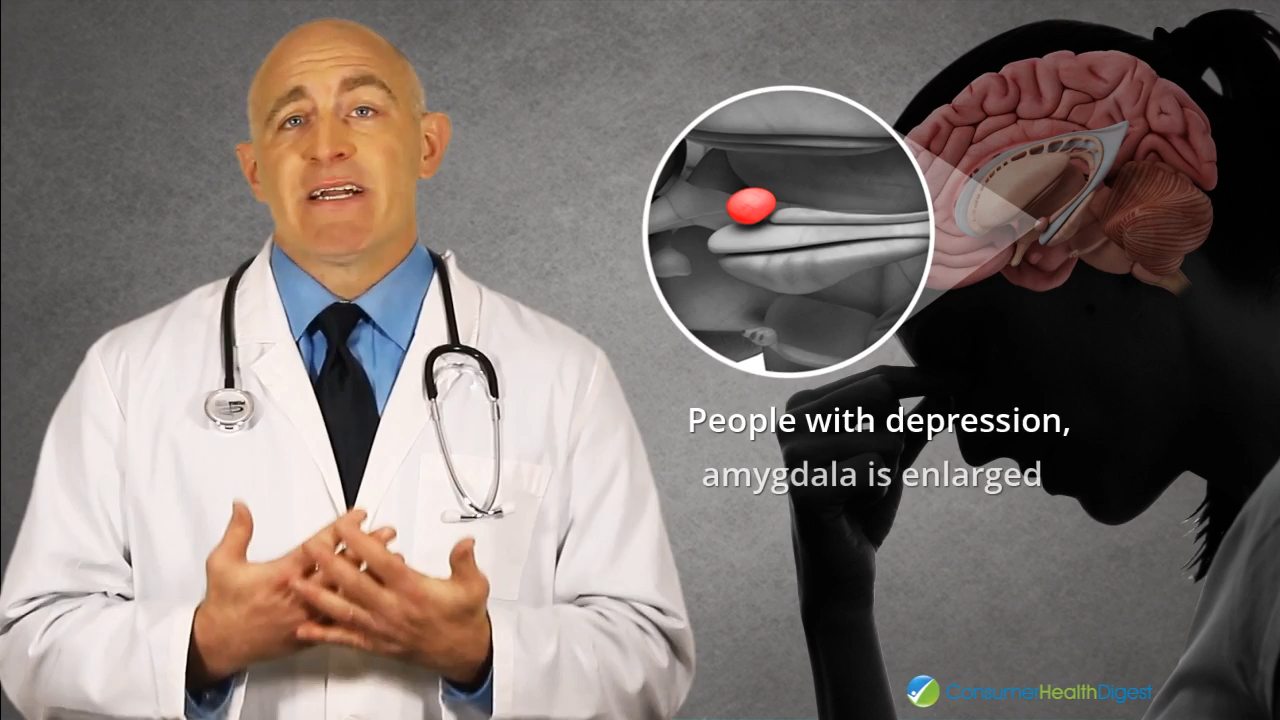 People with depression,
amygdala is enlarged
ConsumerHealthDigest